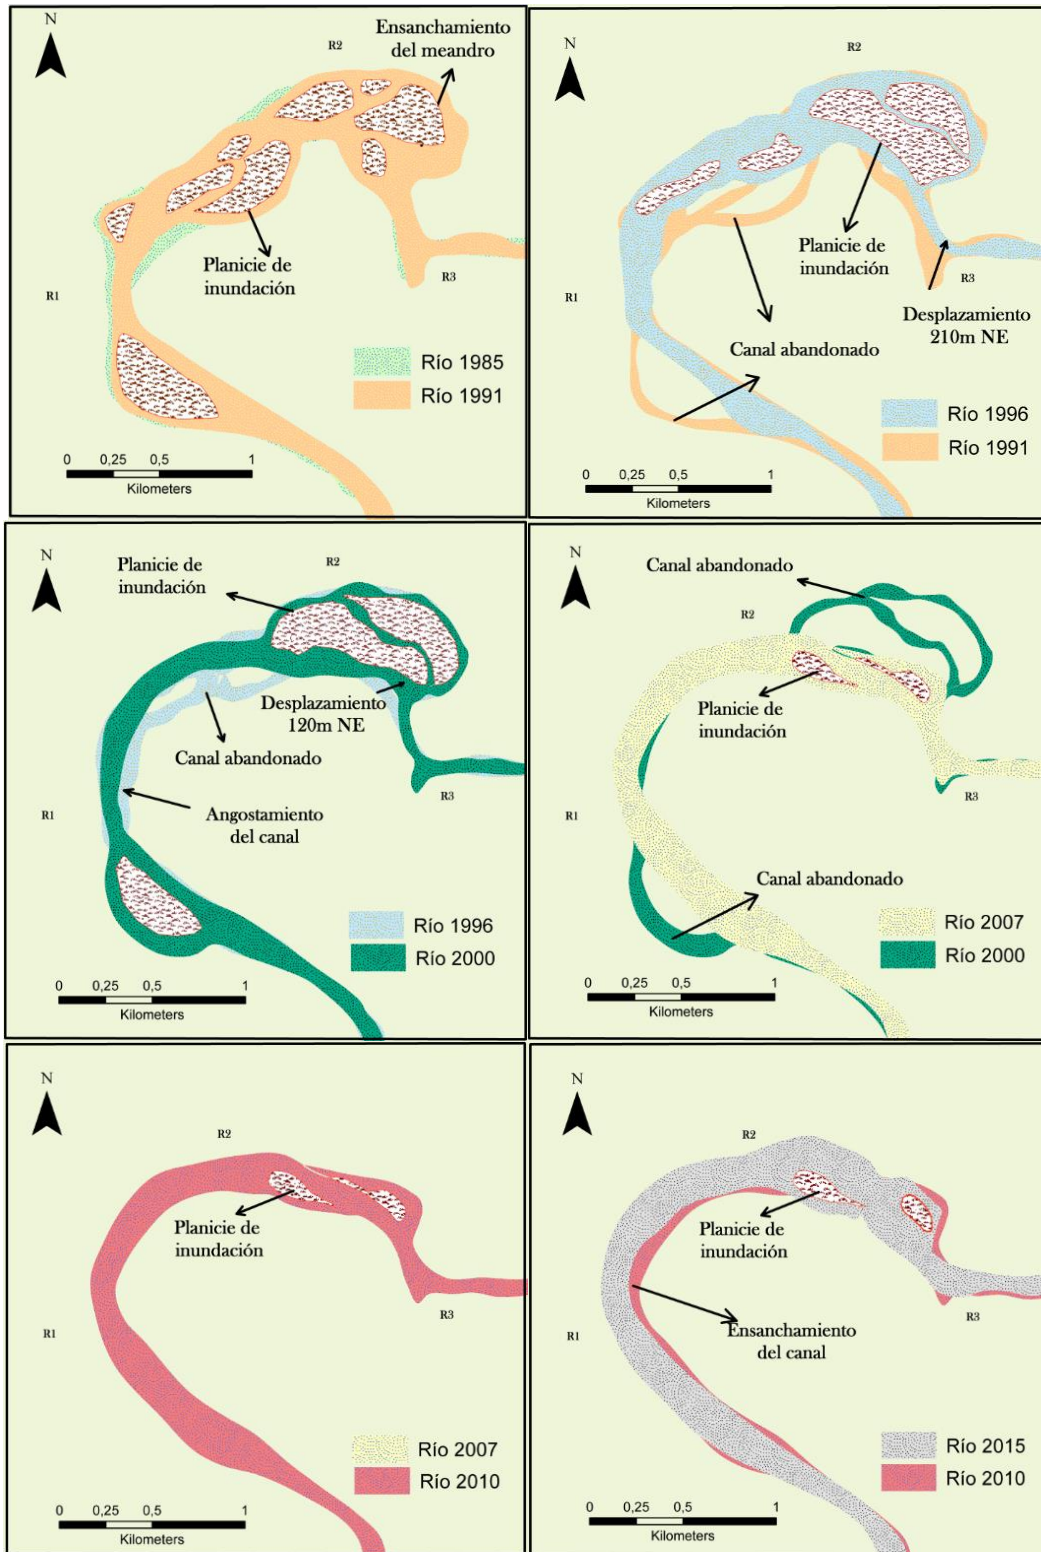 N
R2
Ensanchamiento
del meandro
Planicie de
inundación
R1
R3
Río 1985
Río 1991
0 0,25 0,5 1
Kilometers
N
R2
Planicie de
inundación
R3
R1
Desplazamiento
210m NE
Canal abandonado
Río 1996
Río 1991
0 0,25 0,5 1
Kilometers
N
R2
Planicie de
inundación
Desplazamiento
120m NE
Canal abandonado
R3
R1
Angostamiento
del canal
Río 1996
Río 2000
0 0,25 0,5 1
Kilometers
N
Canal abandonado
R2
Planicie de
inundación
R3
R1
Canal abandonado
Río 2007
Río 2000
0 0,25 0,5 1
Kilometers
N
R2
Planicie de
inundación
R3
R1
Río 2007
Río 2010
0 0,25 0,5 1
Kilometers
N
R2
Planicie de
inundación
R3
R1
Ensanchamiento
del canal
Río 2015
Río 2010
0 0,25 0,5 1
Kilometers